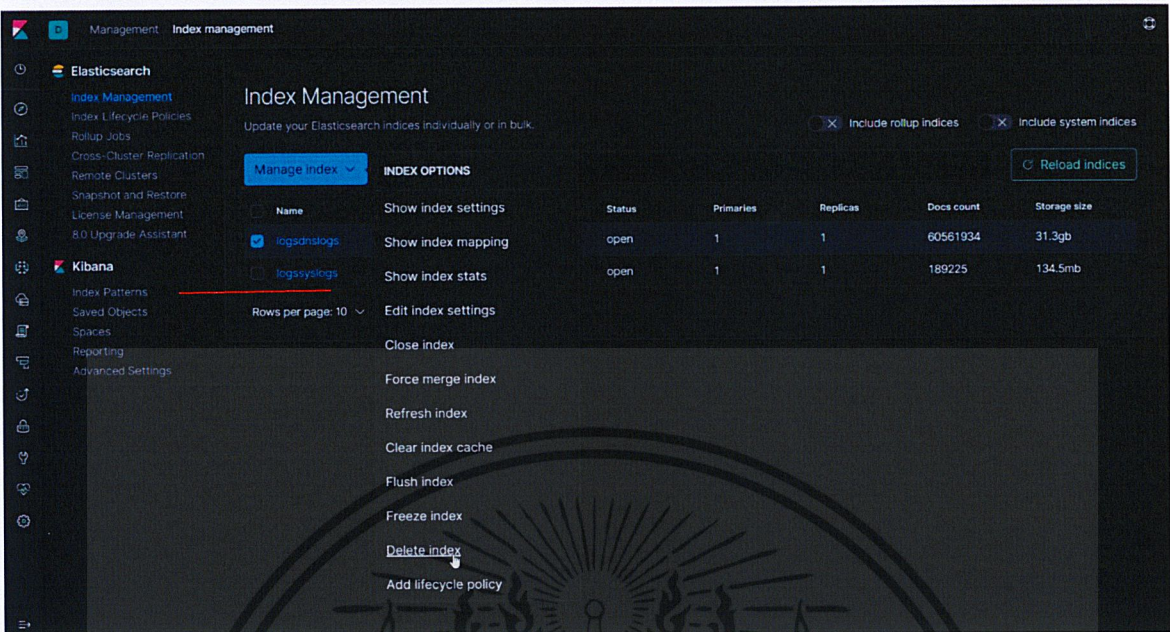 D Management Index management
Elasticsearch
Index Management
Index Lifecycle Policies
Rollup Jobs
Cross-Cluster Replication
Remote Clusters
Snapshot and Restore
License Management
8.0 Upgrade Assistant
Kibana
Index Patterns
Saved Objects
Spaces
Reporting
Advanced Settings
Index Management
Update your Elasticsearch indices individually or in bulk.
Include rollup indices Include system indices
Manage index INDEX OPTIONS Reload indices
Name Status Primaries Replicas Docs count Storage size
logsdnslogs open 1 1 60561934 31.3gb
logssyslogs open 1 1 189225 134.5mb
Rows per page: 10
Show index settings
Show index mapping
Show index stats
Edit index settings
Close index
Force merge index
Refresh index
Clear index cache
Flush index
Freeze index
Delete index
Add lifecycle policy